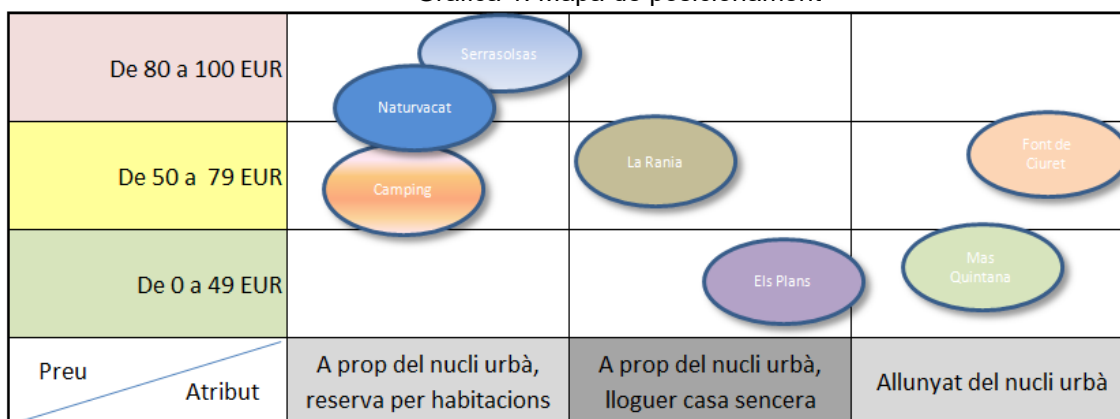 De 80 a 100 EUR
Serrasolsas
Naturvacat
De 50 a 79 EUR
Camping
La Rania
Font de
Ciuret
De 0 a 49 EUR
Els Plans
Mas
Quintana
Preu
Atribut
A prop del nucli urbà,
reserva per habitacions
A prop del nucli urbà,
lloguer casa sencera
Allunyat del nucli urbà